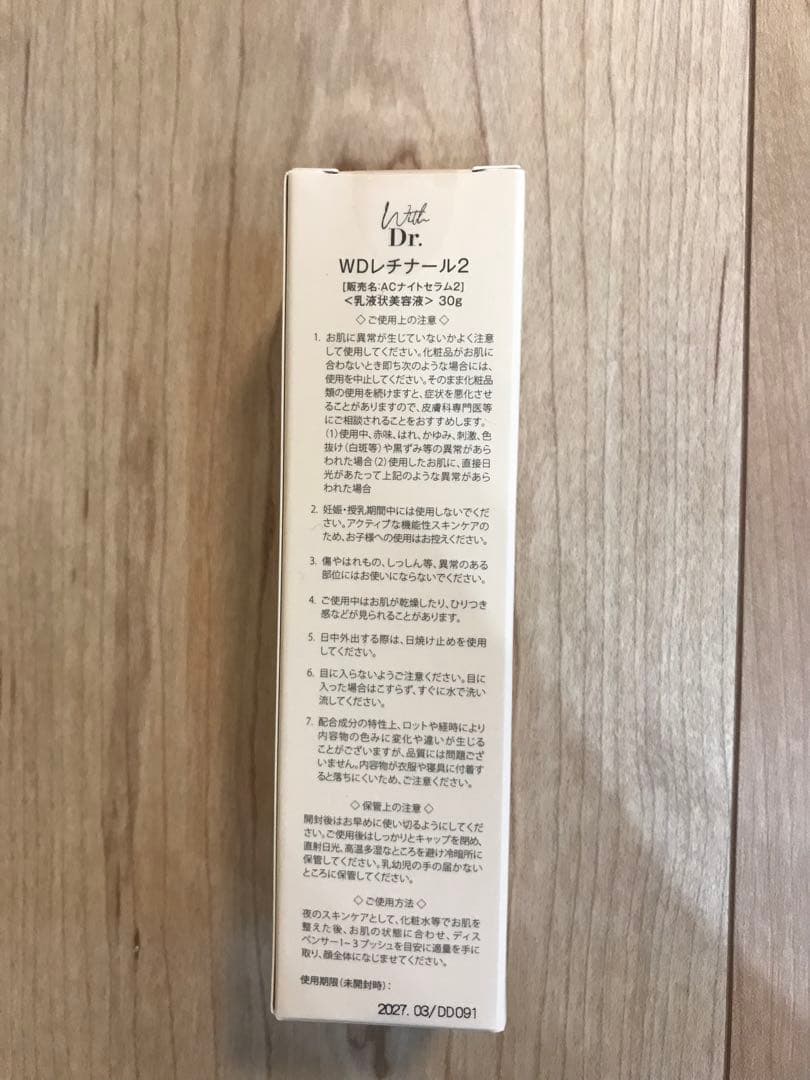 With
Dr.
WDレチナール2
[販売名:ACナイトセラム2]
<乳液状美容液> 30g
◇ご使用上の注意◇
1. お肌に異常が生じていないかよく注意
して使用してください。化粧品がお肌に
合わないとき即ち次のような場合には、
使用を中止してください。そのまま化粧品
類の使用を続けますと、症状を悪化させ
ることがありますので、皮膚科専門医等
にご相談されることをおすすめします。
(1)使用中、赤味、はれ、かゆみ、刺激、色
抜け(白斑等)や黒ずみ等の異常があら
われた場合(2)使用したお肌に、直接日
光があたって上記のような異常があら
われた場合
2. 妊娠・授乳期間中には使用しないでくだ
さい。アクティブな機能性スキンケアの
ため、お子様への使用はお控えください。
3. 傷やはれもの、しっしん等、異常のある
部位にはお使いにならないでください。
4. ご使用中はお肌が乾燥したり、ひりつき
感などが見られることがあります。
5. 日中外出する際は、日焼け止めを使用
してください。
6. 目に入らないようご注意ください。目に
入った場合はこすらず、すぐに水で洗い
流してください。
7. 配合成分の特性上、ロットや経時により
内容物の色みに変化や違いが生じる
ことがございますが、品質には問題ござ
いません。内容物が衣服や寝具に付着す
ると落ちにくいため、ご注意ください。
◇保管上の注意◇
開封後はお早めに使い切るようにしてくだ
さい。ご使用後はしっかりとキャップを閉め、
直射日光、高温多湿なところを避け冷暗所に
保管してください。乳幼児の手の届かない
ところに保管してください。
◇ご使用方法◇
夜のスキンケアとして、化粧水等でお肌を
整えた後、お肌の状態に合わせ、ディス
ペンサー1~3プッシュを目安に適量を手に
取り、顔全体になじませてください。
使用期限(未開封時):
2027. 03/DD091